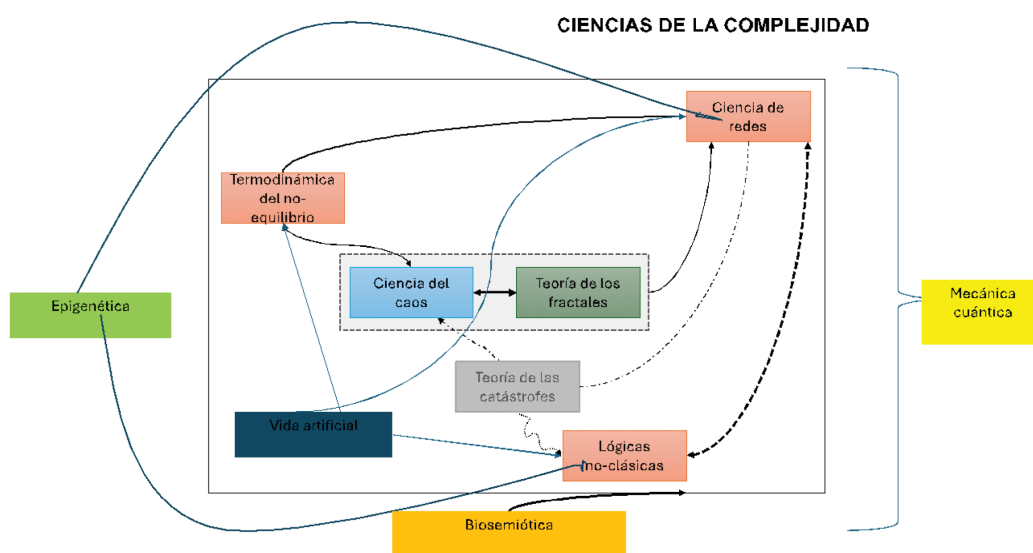 CIENCIAS DE LA COMPLEJIDAD
Ciencia de
redes
Termodinámica
del no-
equilibrio
Ciencia del
caos
Teoría de los
fractales
Epigenética
Mecánica
cuántica
Teoría de las
catástrofes
Vida artificial
Lógicas
no-clásicas
Biosemiótica